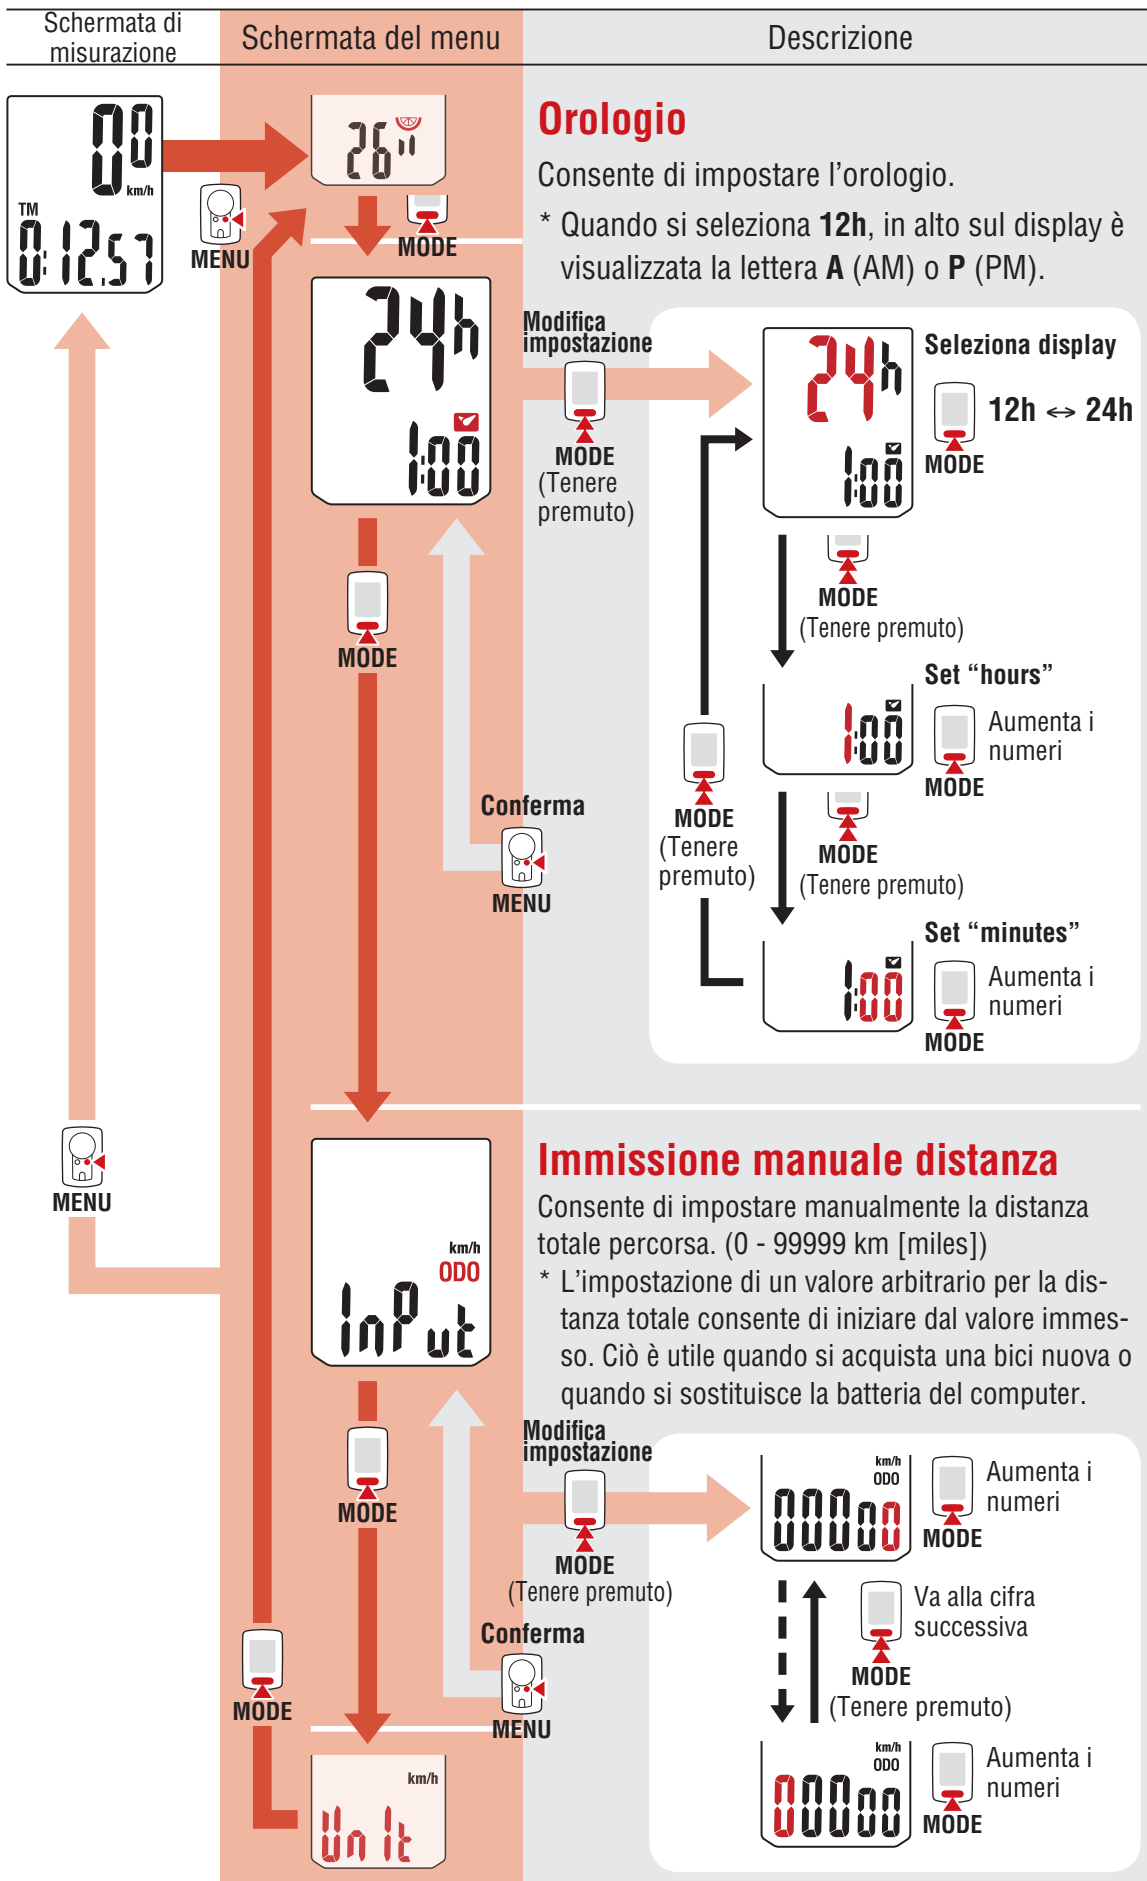 Schermata di
misurazione
Schermata del menu
Descrizione
00
km/h
TM
0:12.57
MENU
26"
MODE
Orologio
Consente di impostare l'orologio.
* Quando si seleziona 12h, in alto sul display è
visualizzata la lettera A (AM) o P (PM).
24h
1:00
Modifica
impostazione
MODE
(Tenere
premuto)
24h
1:00
Seleziona display
12h ↔ 24h
MODE
MODE
(Tenere premuto)
MODE
Set “hours”
1:00
Aumenta i
numeri
MODE
MODE
(Tenere
premuto)
MODE
(Tenere premuto)
Conferma
MENU
Set “minutes”
1:00
Aumenta i
numeri
MODE
MENU
Immissione manuale distanza
Consente di impostare manualmente la distanza
totale percorsa. (0 - 99999 km [miles])
* L'impostazione di un valore arbitrario per la dis-
tanza totale consente di iniziare dal valore immes-
so. Ciò è utile quando si acquista una bici nuova o
quando si sostituisce la batteria del computer.
km/h
ODO
InPut
MODE
Modifica
impostazione
MODE
(Tenere premuto)
km/h
ODO
00000
Aumenta i
numeri
MODE
Va alla cifra
successiva
MODE
(Tenere premuto)
Conferma
MENU
MODE
km/h
Unit
km/h
ODO
00000
Aumenta i
numeri
MODE